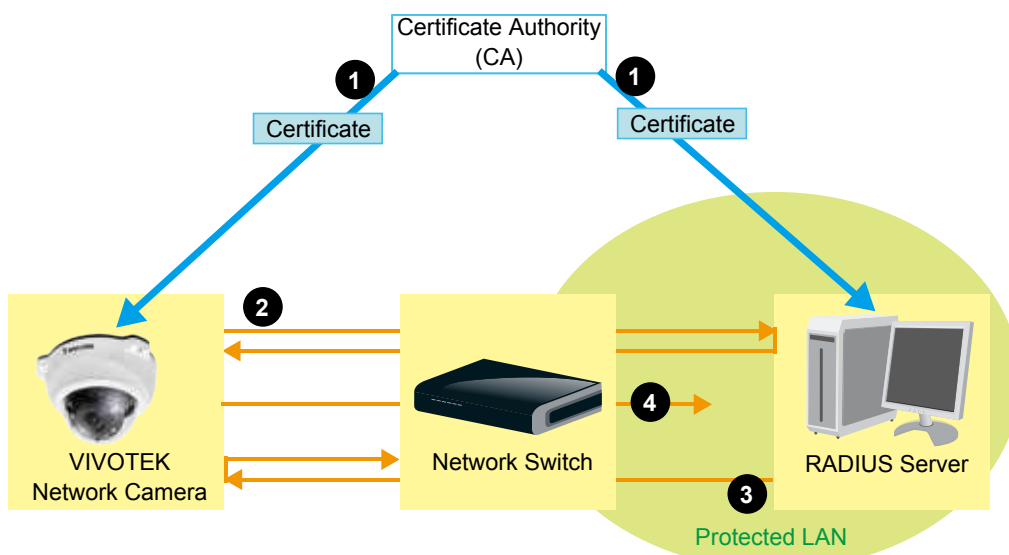 Certificate Authority
(CA)
1
1
Certificate
Certificate
2
4
VIVOTEK
Network Camera
Network Switch
RADIUS Server
3
Protected LAN